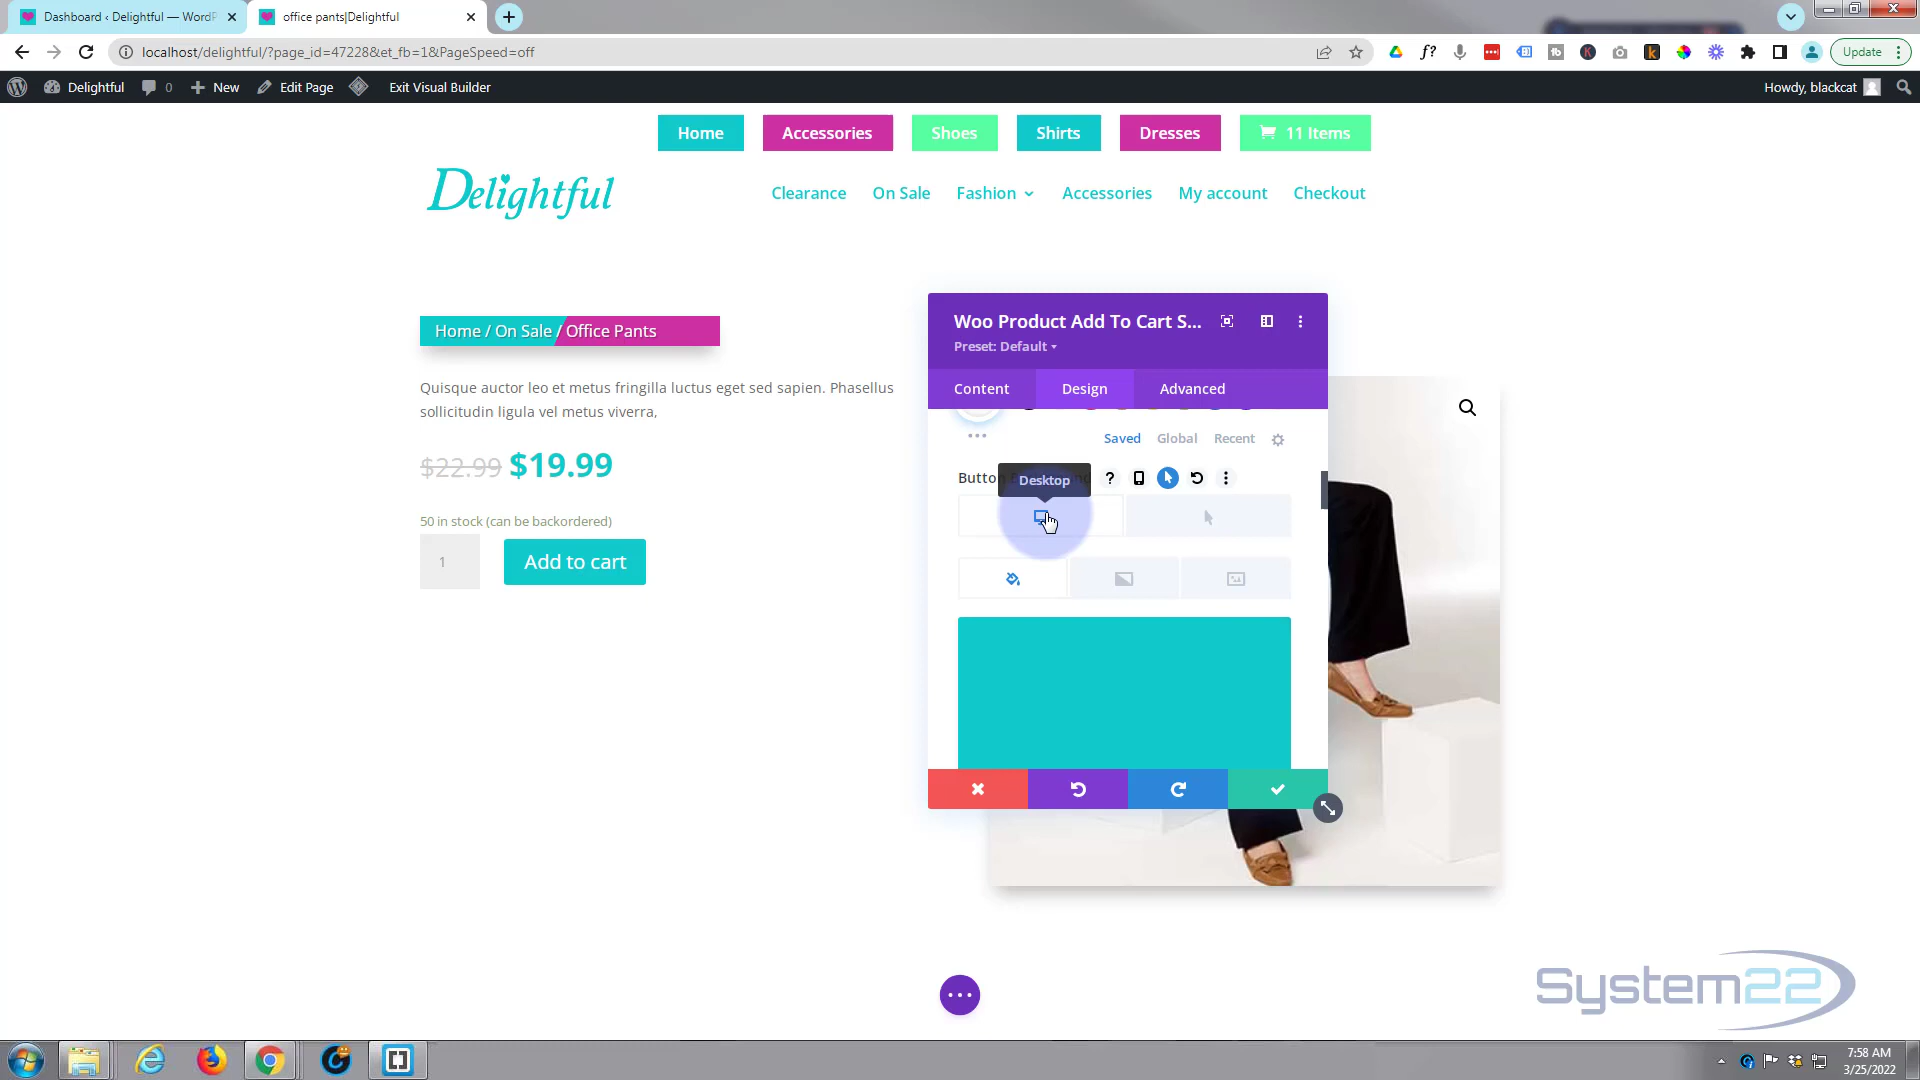 Dashboard ‹ Delightful — WordP
office pants|Delightful
localhost/delightful/?page_id=47228&et_fb=1&PageSpeed=off
Update
Delightful
0
New
Edit Page
Exit Visual Builder
Howdy, blackcat
Home
Accessories
Shoes
Shirts
Dresses
11 Items
Delightful
Clearance
On Sale
Fashion
Accessories
My account
Checkout
Home / On Sale / Office Pants
Quisque auctor leo et metus fringilla luctus eget sed sapien. Phasellus
sollicitudin ligula vel metus viverra,
$22.99 $19.99
50 in stock (can be backordered)
1
Add to cart
Woo Product Add To Cart S...
Preset: Default
Content
Design
Advanced
Saved
Global
Recent
Desktop
System22
7:58 AM
3/25/2022